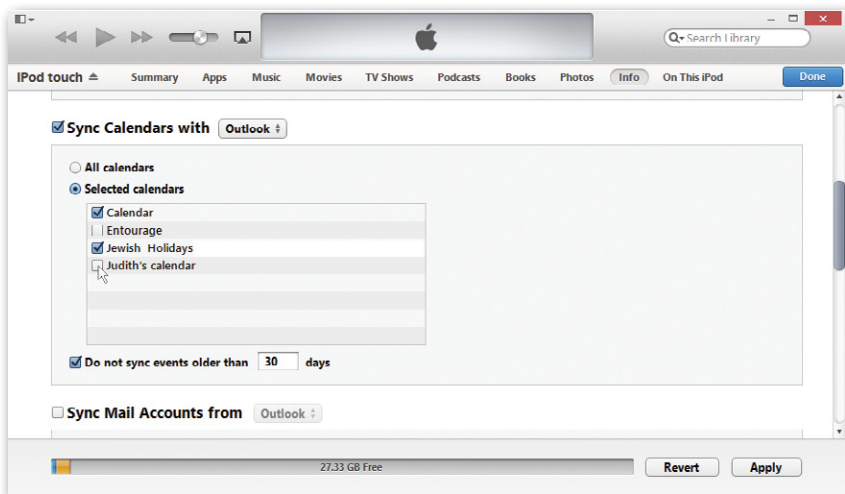 Search Library
iPod touch Summary Apps Music Movies TV Shows Podcasts Books Photos Info On This iPod Done
Sync Calendars with Outlook
All calendars
Selected calendars
Calendar
Entourage
Jewish Holidays
Judith's calendar
Do not sync events older than 30 days
Sync Mail Accounts from Outlook
27.33 GB Free Revert Apply